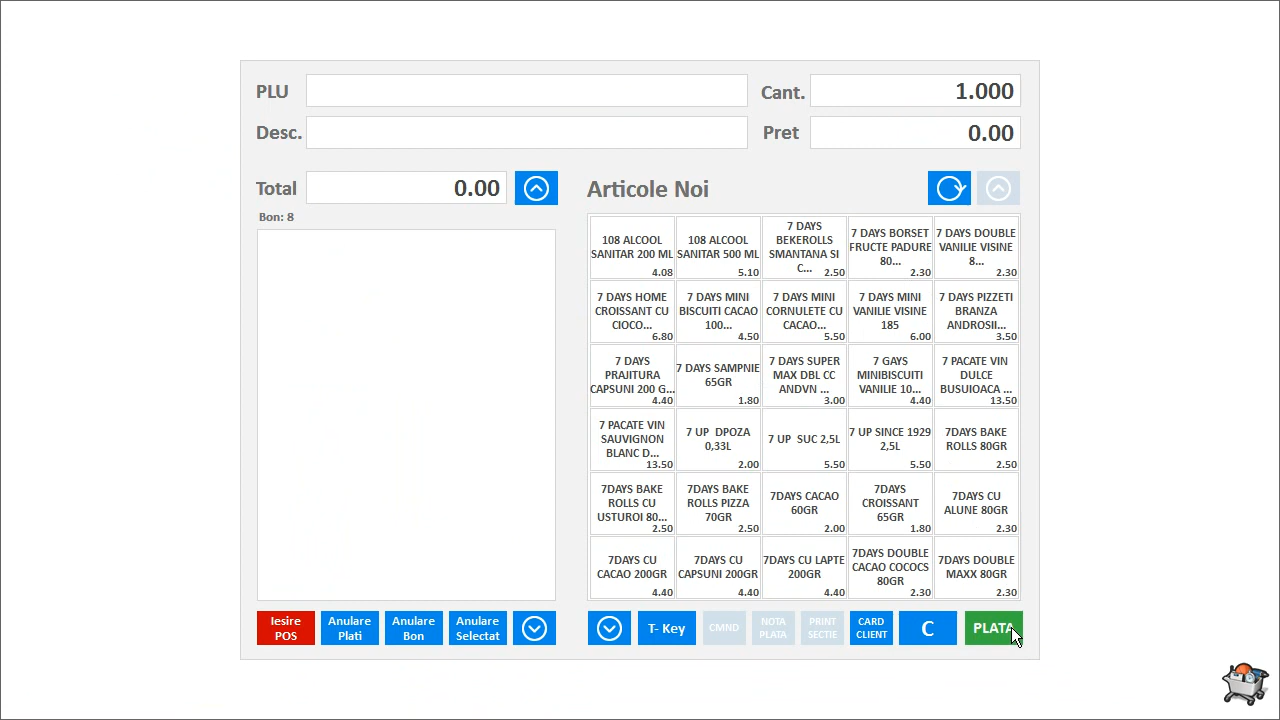 PLU
Cant. 1.000
Desc.
Pret 0.00
Total 0.00
Articole Noi
Bon: 8
108 ALCOOL
SANITAR 200 ML
4.08
108 ALCOOL
SANITAR 500 ML
5.10
7 DAYS
BEKEROLLS
SMANTANA SI
C...
2.50
7 DAYS BORSET
FRUCTE PADURE
80...
2.30
7 DAYS DOUBLE
VANILIE VISINE
8...
2.30
7 DAYS HOME
CROISSANT CU
CIOCO...
6.80
7 DAYS MINI
BISCUITI CACAO
100...
4.50
7 DAYS MINI
CORNULETE CU
CACAO...
5.50
7 DAYS MINI
VANILIE VISINE
185
6.00
7 DAYS PIZZETI
BRANZA
ANDROSII...
3.50
7 DAYS
PRAJITURA
CAPSUNI 200 G...
4.40
7 DAYS SAMPNIE
65GR
1.80
7 DAYS SUPER
MAX DBL CC
ANDVN ...
3.00
7 GAYS
MINIBISCUITI
VANILIE 10...
4.40
7 PACATE VIN
DULCE
BUSUIOACA ...
13.50
7 PACATE VIN
SAUVIGNON
BLANC D...
13.50
7 UP  DPOZA
0,33L
2.00
7 UP  SUC 2,5L
5.50
7 UP SINCE 1929
2,5L
5.50
7DAYS BAKE
ROLLS 80GR
2.50
7DAYS BAKE
ROLLS CU
USTUROI 80...
2.50
7DAYS BAKE
ROLLS PIZZA
70GR
2.50
7DAYS CACAO
60GR
2.00
7DAYS
CROISSANT
65GR
1.80
7DAYS CU
ALUNE 80GR
2.30
7DAYS CU
CACAO 200GR
4.40
7DAYS CU
CAPSUNI 200GR
4.40
7DAYS CU LAPTE
200GR
4.40
7DAYS DOUBLE
CACAO COCOCS
80GR
2.30
7DAYS DOUBLE
MAXX 80GR
2.30
Iesire
POS
Anulare
Plati
Anulare
Bon
Anulare
Selectat
T- Key
CMND
NOTA
PLATA
PRINT
SECTIE
CARD
CLIENT
C
PLATA